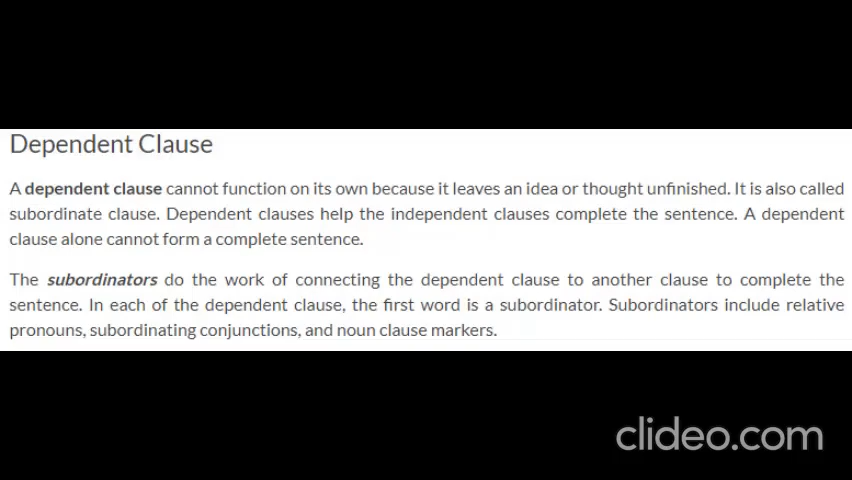 Dependent Clause
A dependent clause cannot function on its own because it leaves an idea or thought unfinished. It is also called
subordinate clause. Dependent clauses help the independent clauses complete the sentence. A dependent
clause alone cannot form a complete sentence.
The subordinators do the work of connecting the dependent clause to another clause to complete the
sentence. In each of the dependent clause, the first word is a subordinator. Subordinators include relative
pronouns, subordinating conjunctions, and noun clause markers.
clideo.com